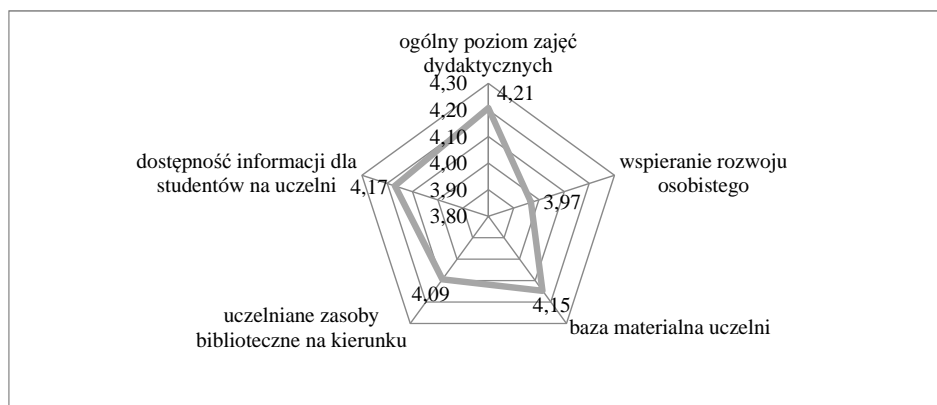 ogólny poziom zajęć
dydaktycznych
4,30
4,21
4,20
4,10
4,00
3,90
3,80
dostępność informacji dla
studentów na uczelni
4,17
wspieranie rozwoju
osobistego
3,97
uczelniane zasoby
biblioteczne na kierunku
4,09
4,15
baza materialna uczelni